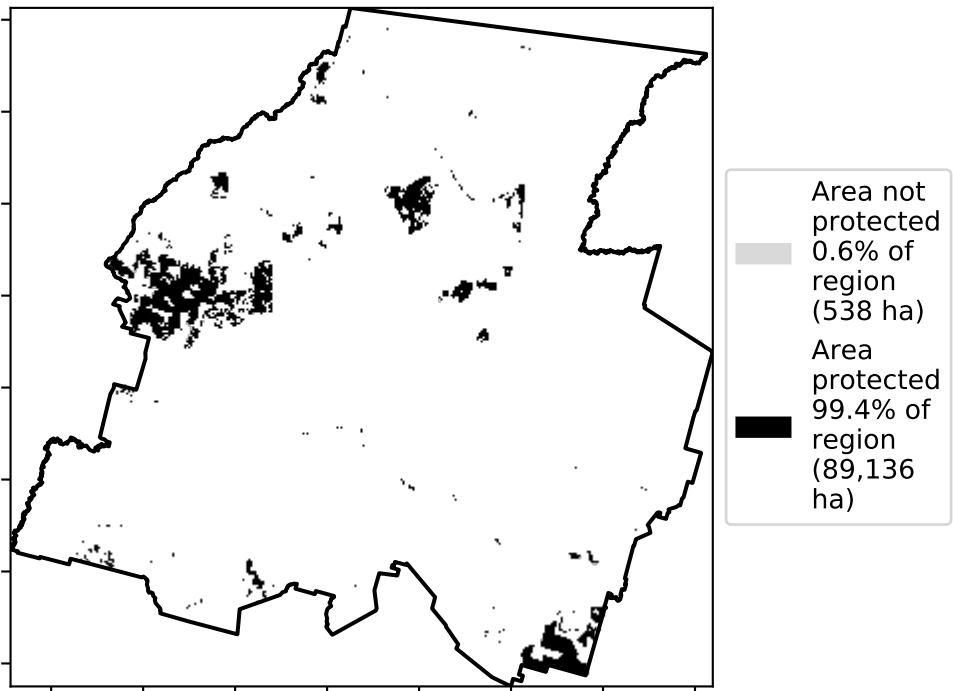 Area not
protected
0.6% of
region
(538 ha)
Area
protected
99.4% of
region
(89,136
ha)